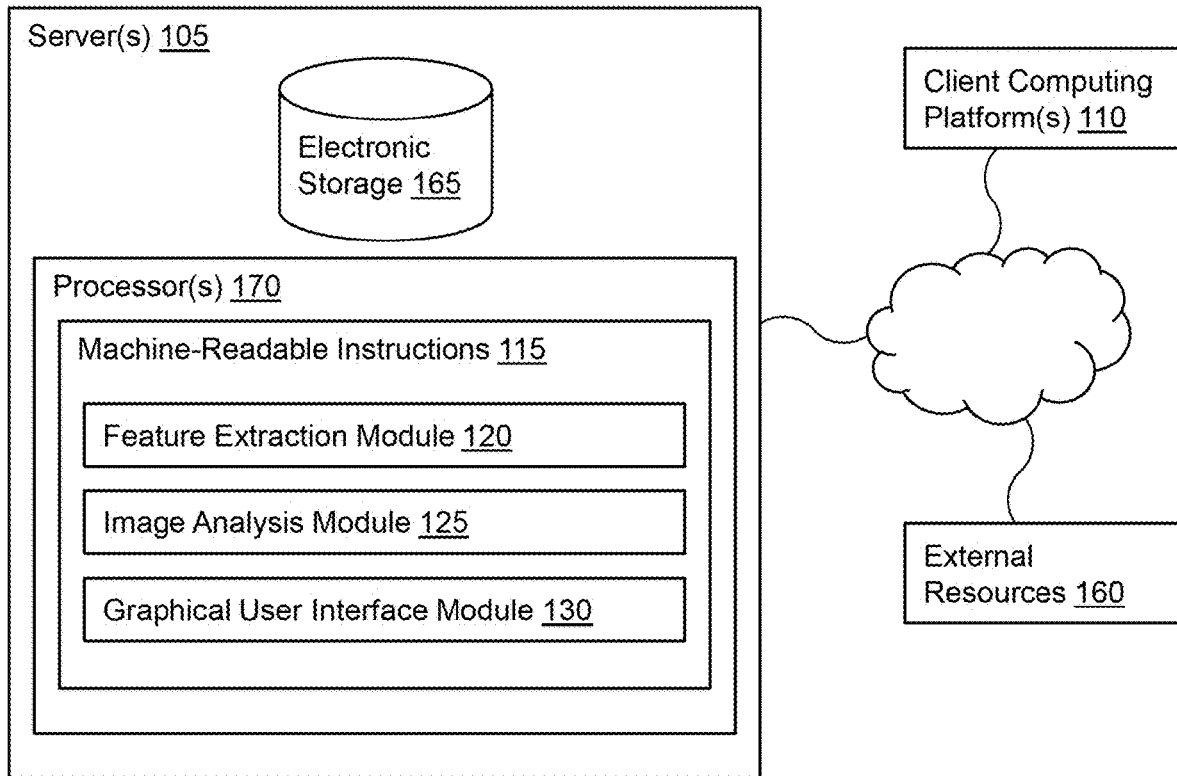 Server(s) 105
Electronic
Storage 165
Processor(s) 170
Machine-Readable Instructions 115
Feature Extraction Module 120
Image Analysis Module 125
Graphical User Interface Module 130
Client Computing
Platform(s) 110
External
Resources 160